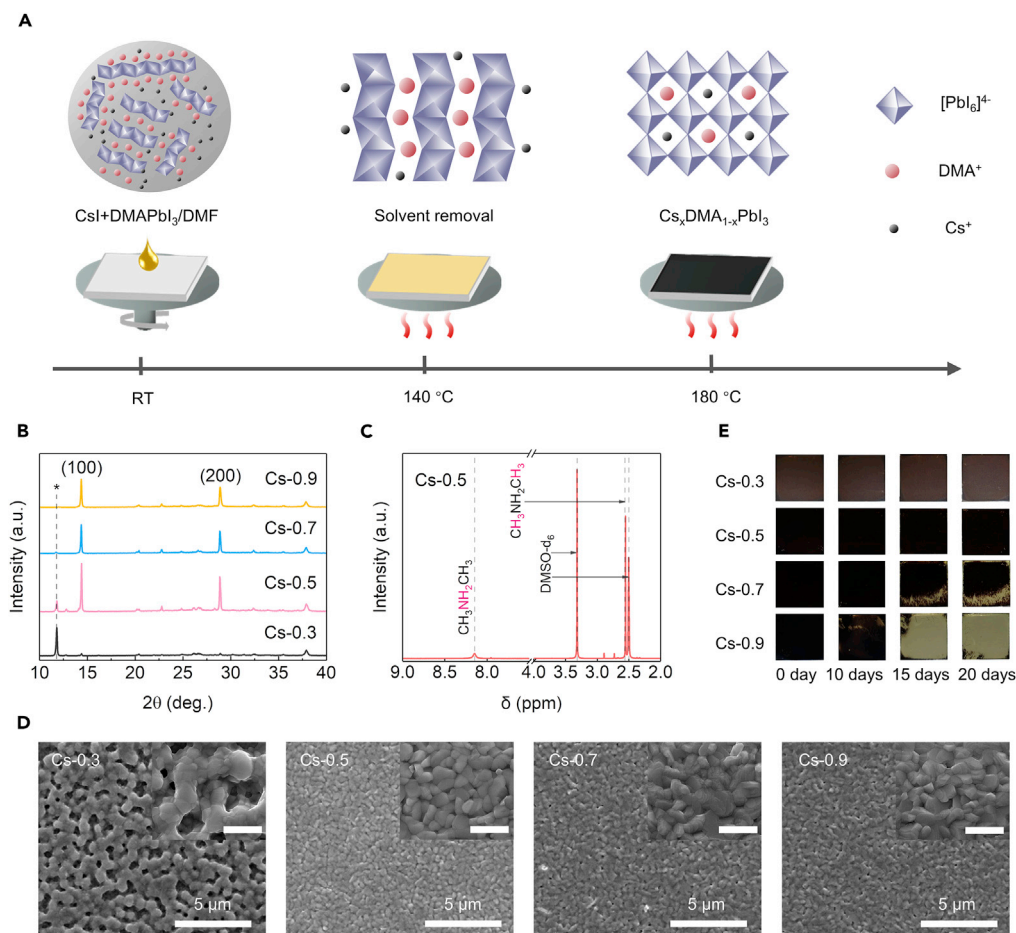 A
[PbI₆]⁴⁻
DMA⁺
Cs⁺
CsI+DMAPbI₃/DMF
Solvent removal
CsₓDMA₁₋ₓPbI₃
RT
140 °C
180 °C
B
(100)
(200)
*
Cs-0.9
Cs-0.7
Cs-0.5
Cs-0.3
Intensity (a.u.)
10 15 20 25 30 35 40
2θ (deg.)
C
Cs-0.5
CH₃NH₂CH₃
CH₃NH₂CH₃
DMSO-d₆
Intensity (a.u.)
9.0 8.5 8.0 4.0 3.5 3.0 2.5 2.0
δ (ppm)
E
Cs-0.3
Cs-0.5
Cs-0.7
Cs-0.9
0 day 10 days 15 days 20 days
D
Cs-0.3
5 μm
Cs-0.5
5 μm
Cs-0.7
5 μm
Cs-0.9
5 μm